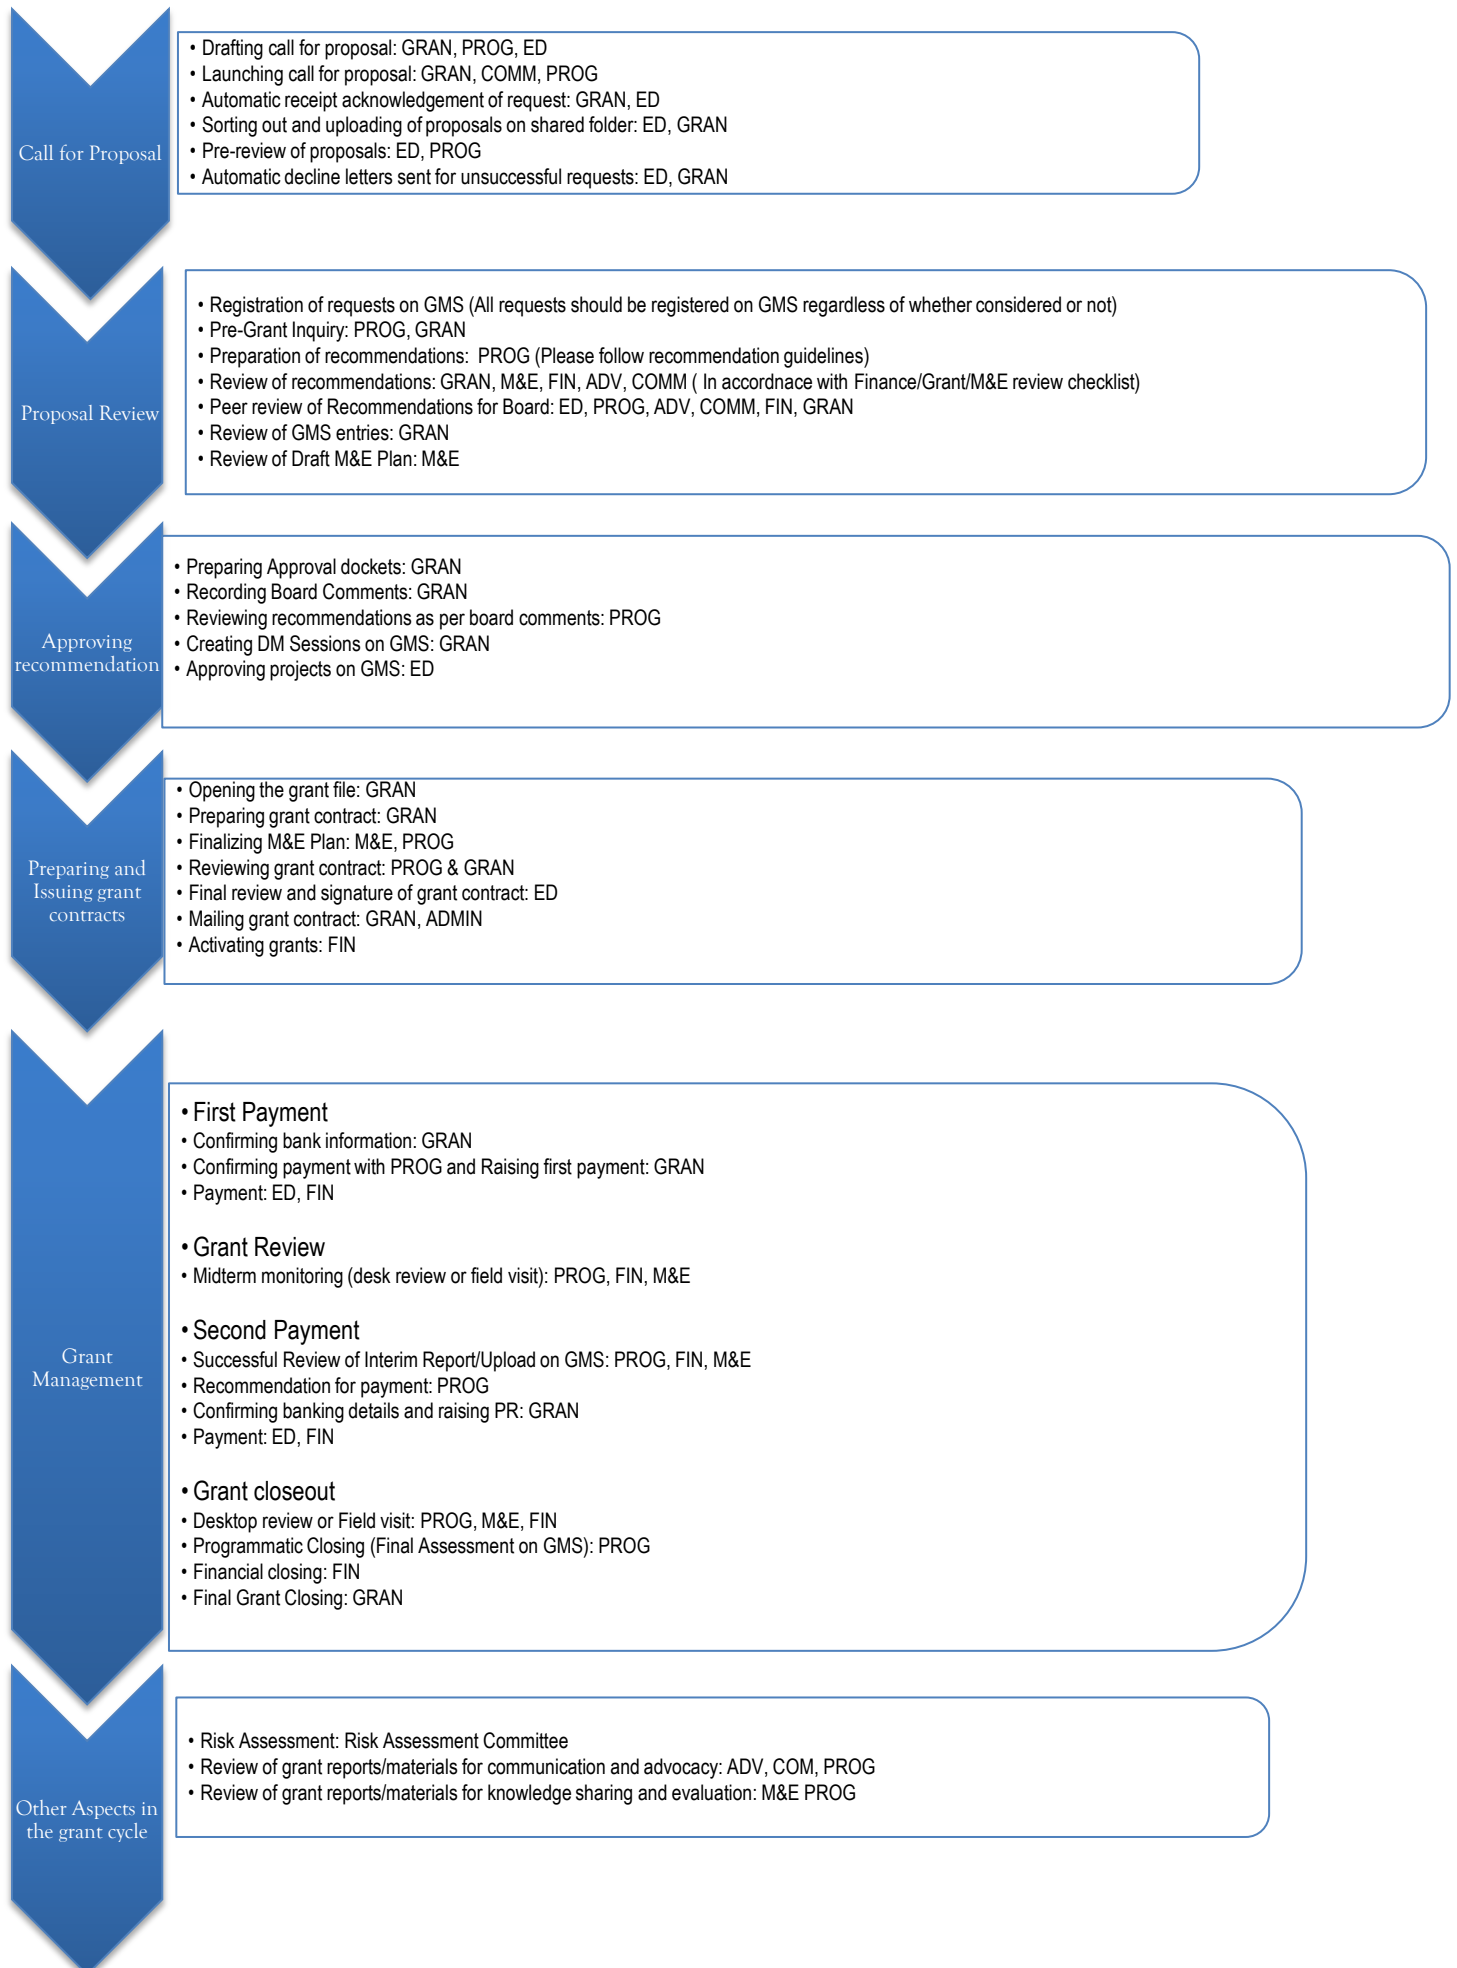 Call for Proposal
• Drafting call for proposal: GRAN, PROG, ED
• Launching call for proposal: GRAN, COMM, PROG
• Automatic receipt acknowledgement of request: GRAN, ED
• Sorting out and uploading of proposals on shared folder: ED, GRAN
• Pre-review of proposals: ED, PROG
• Automatic decline letters sent for unsuccessful requests: ED, GRAN
Proposal Review
• Registration of requests on GMS (All requests should be registered on GMS regardless of whether considered or not)
• Pre-Grant Inquiry: PROG, GRAN
• Preparation of recommendations:  PROG (Please follow recommendation guidelines)
• Review of recommendations: GRAN, M&E, FIN, ADV, COMM ( In accordnace with Finance/Grant/M&E review checklist)
• Peer review of Recommendations for Board: ED, PROG, ADV, COMM, FIN, GRAN
• Review of GMS entries: GRAN
• Review of Draft M&E Plan: M&E
Approving
recommendation
• Preparing Approval dockets: GRAN
• Recording Board Comments: GRAN
• Reviewing recommendations as per board comments: PROG
• Creating DM Sessions on GMS: GRAN
• Approving projects on GMS: ED
Preparing and
Issuing grant
contracts
• Opening the grant file: GRAN
• Preparing grant contract: GRAN
• Finalizing M&E Plan: M&E, PROG
• Reviewing grant contract: PROG & GRAN
• Final review and signature of grant contract: ED
• Mailing grant contract: GRAN, ADMIN
• Activating grants: FIN
Grant
Management
• First Payment
• Confirming bank information: GRAN
• Confirming payment with PROG and Raising first payment: GRAN
• Payment: ED, FIN
• Grant Review
• Midterm monitoring (desk review or field visit): PROG, FIN, M&E
• Second Payment
• Successful Review of Interim Report/Upload on GMS: PROG, FIN, M&E
• Recommendation for payment: PROG
• Confirming banking details and raising PR: GRAN
• Payment: ED, FIN
• Grant closeout
• Desktop review or Field visit: PROG, M&E, FIN
• Programmatic Closing (Final Assessment on GMS): PROG
• Financial closing: FIN
• Final Grant Closing: GRAN
Other Aspects in
the grant cycle
• Risk Assessment: Risk Assessment Committee
• Review of grant reports/materials for communication and advocacy: ADV, COM, PROG
• Review of grant reports/materials for knowledge sharing and evaluation: M&E PROG